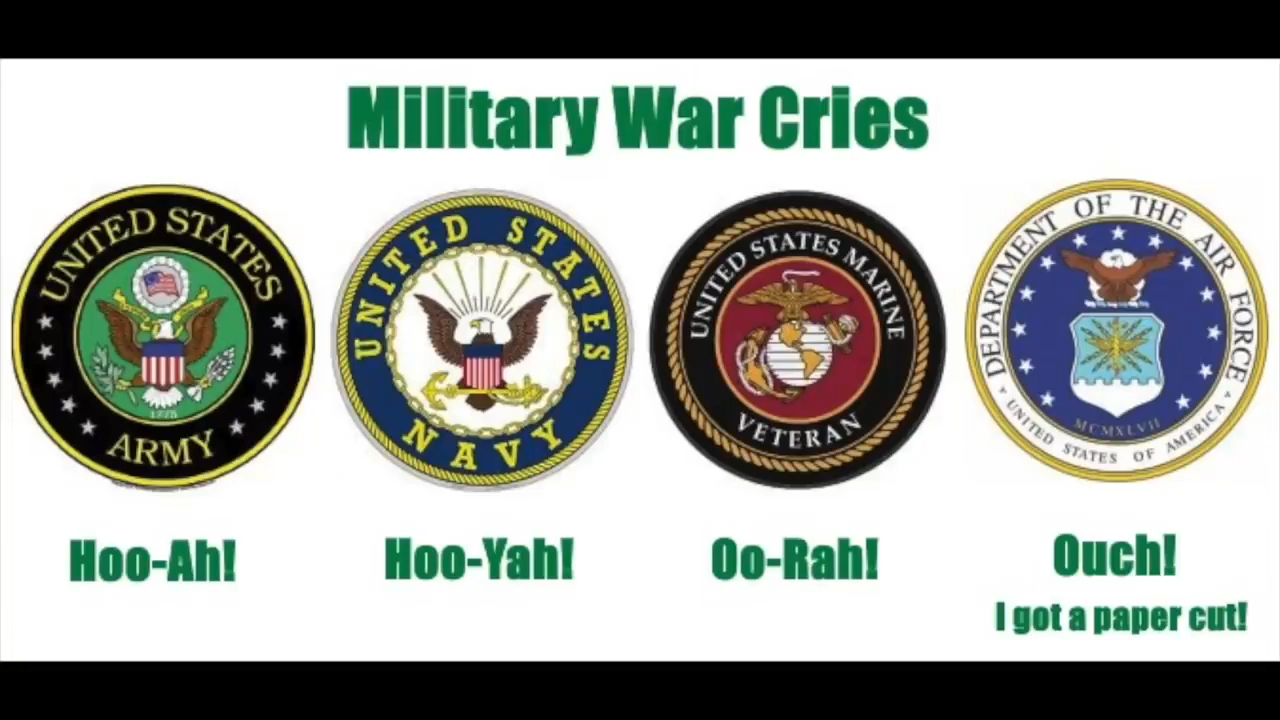 Military War Cries
UNITED STATES
ARMY
1775
UNITED STATES
NAVY
UNITED STATES MARINE
VETERAN
DEPARTMENT OF THE AIR FORCE
MCMXLVII
UNITED STATES OF AMERICA
Hoo-Ah!
Hoo-Yah!
Oo-Rah!
Ouch!
I got a paper cut!